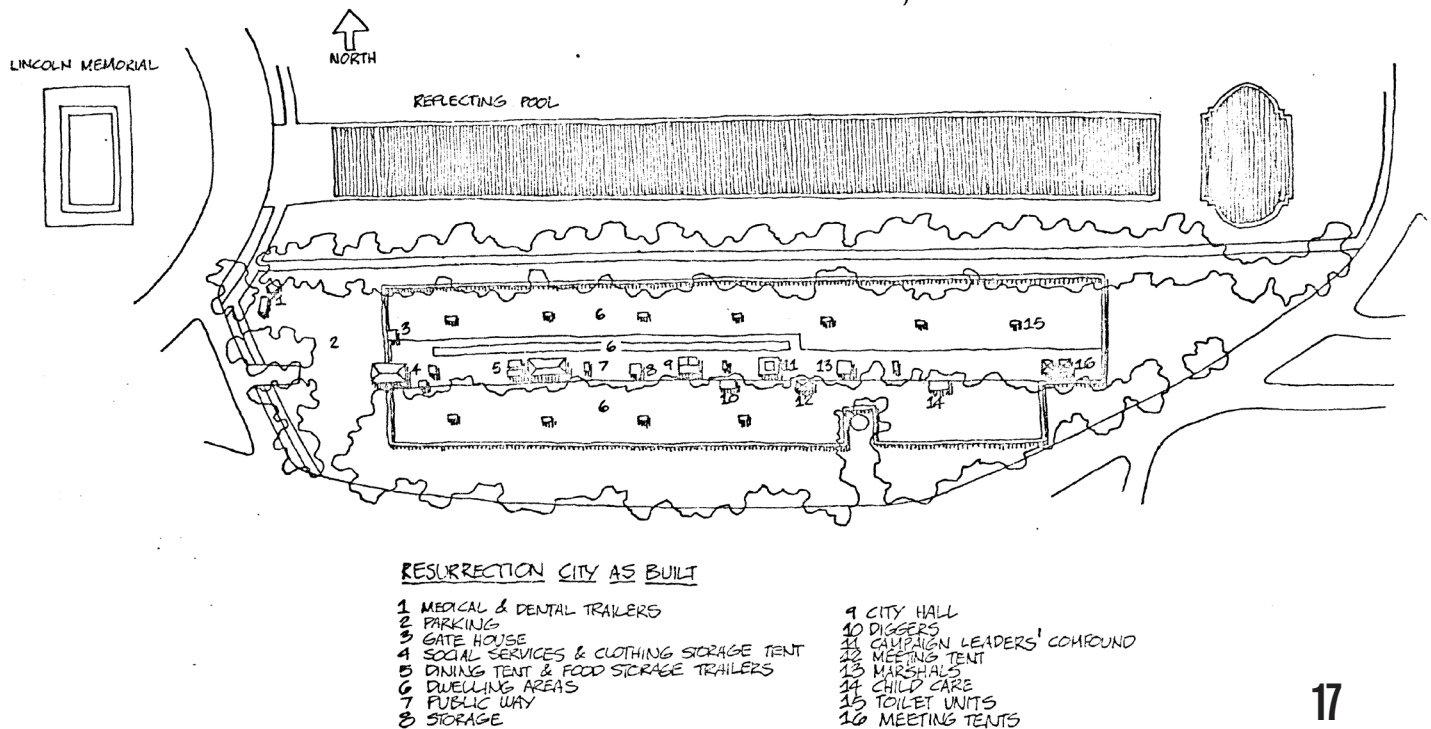 LINCOLN MEMORIAL
NORTH
REFLECTING POOL
1
2
3
6
15
6
4
5
7
8
9
11
13
16
10
12
14
6
RESURRECTION CITY AS BUILT
1 MEDICAL & DENTAL TRAILERS
2 PARKING
3 GATE HOUSE
4 SOCIAL SERVICES & CLOTHING STORAGE TENT
5 DINING TENT & FOOD STORAGE TRAILERS
6 DWELLING AREAS
7 PUBLIC WAY
8 STORAGE
9 CITY HALL
10 DIGGERS
11 CAMPAIGN LEADERS' COMPOUND
12 MEETING TENT
13 MARSHALS
14 CHILD CARE
15 TOILET UNITS
16 MEETING TENTS
17